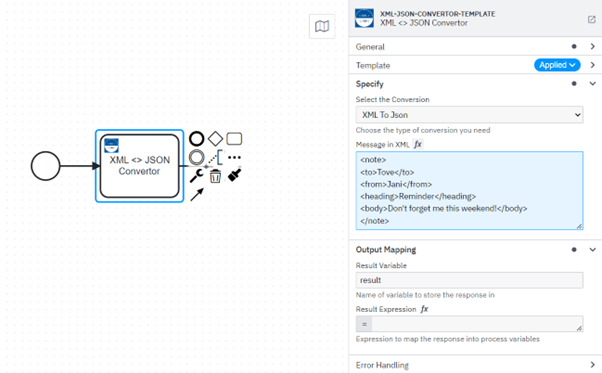 XML <> JSON
Convertor
XML-JSON-CONVERTOR-TEMPLATE
XML <> JSON Convertor
General
Template
Applied
Specify
Select the Conversion
XML To Json
Choose the type of conversion you need
Message in XML fx
<note>
<to>Tove</to>
<from>Jani</from>
<heading>Reminder</heading>
<body>Don't forget me this weekend!</body>
</note>
Output Mapping
Result Variable
result
Name of variable to store the response in
Result Expression fx
=
Expression to map the response into process variables
Error Handling